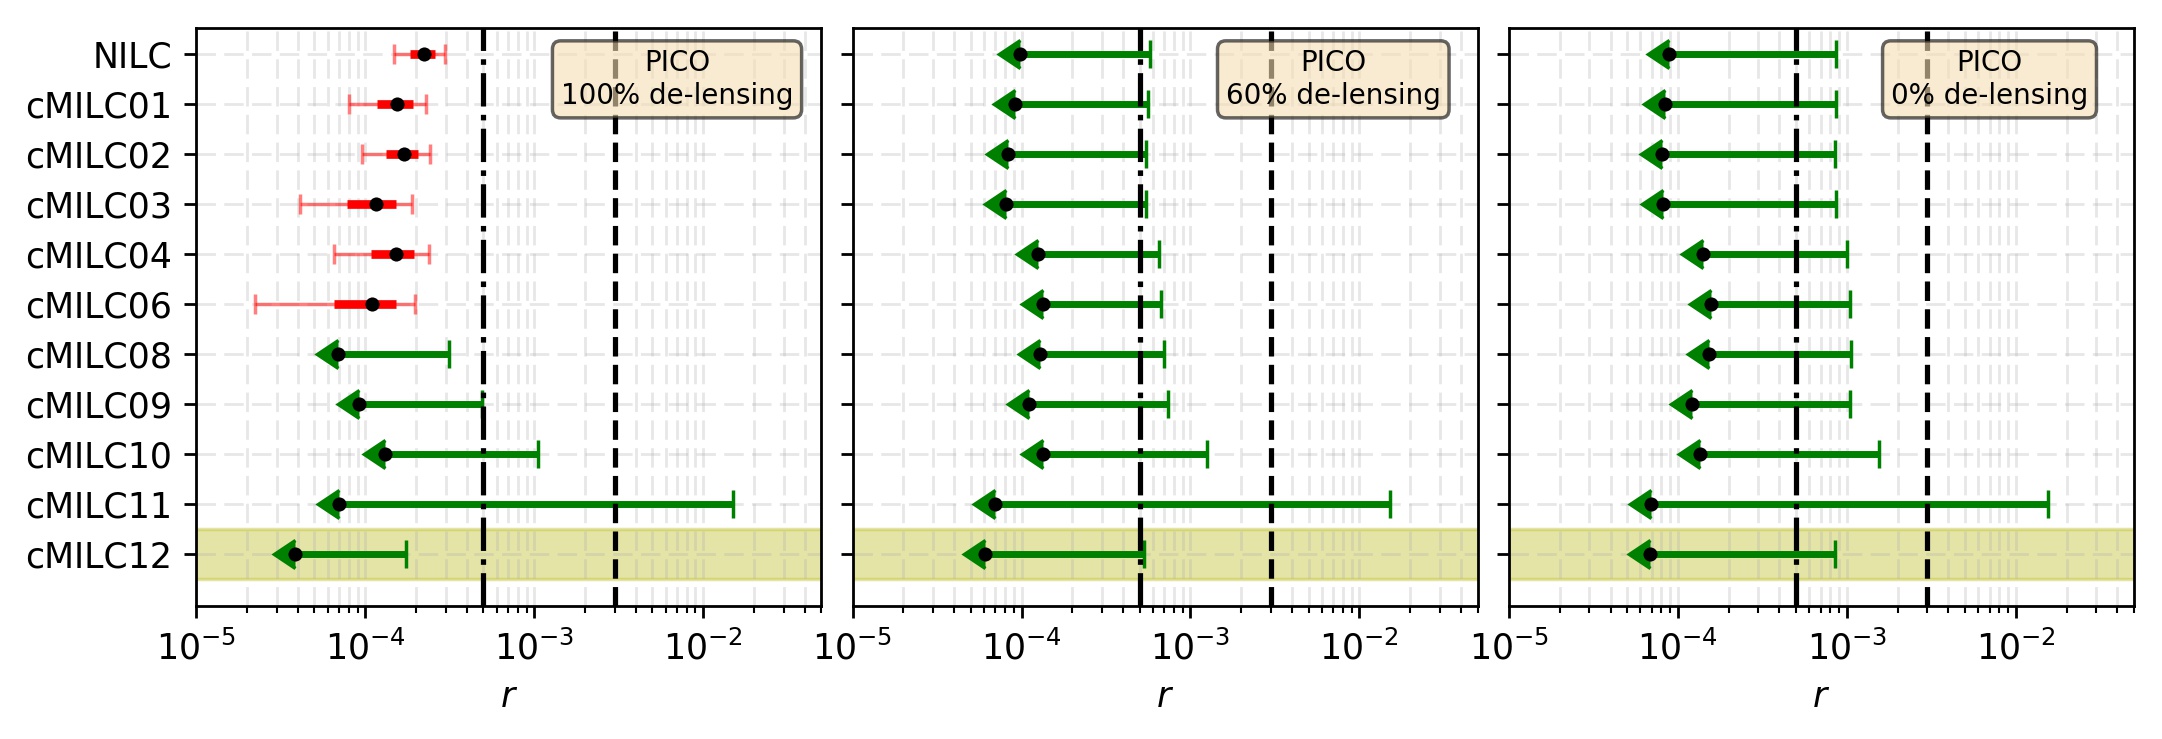 NILC
cMILC01
cMILC02
cMILC03
cMILC04
cMILC06
cMILC08
cMILC09
cMILC10
cMILC11
cMILC12
PICO
100% de-lensing
PICO
60% de-lensing
PICO
0% de-lensing
10⁻⁵ 10⁻⁴ 10⁻³ 10⁻² 10⁻⁵ 10⁻⁴ 10⁻³ 10⁻² 10⁻⁵ 10⁻⁴ 10⁻³ 10⁻²
r r r